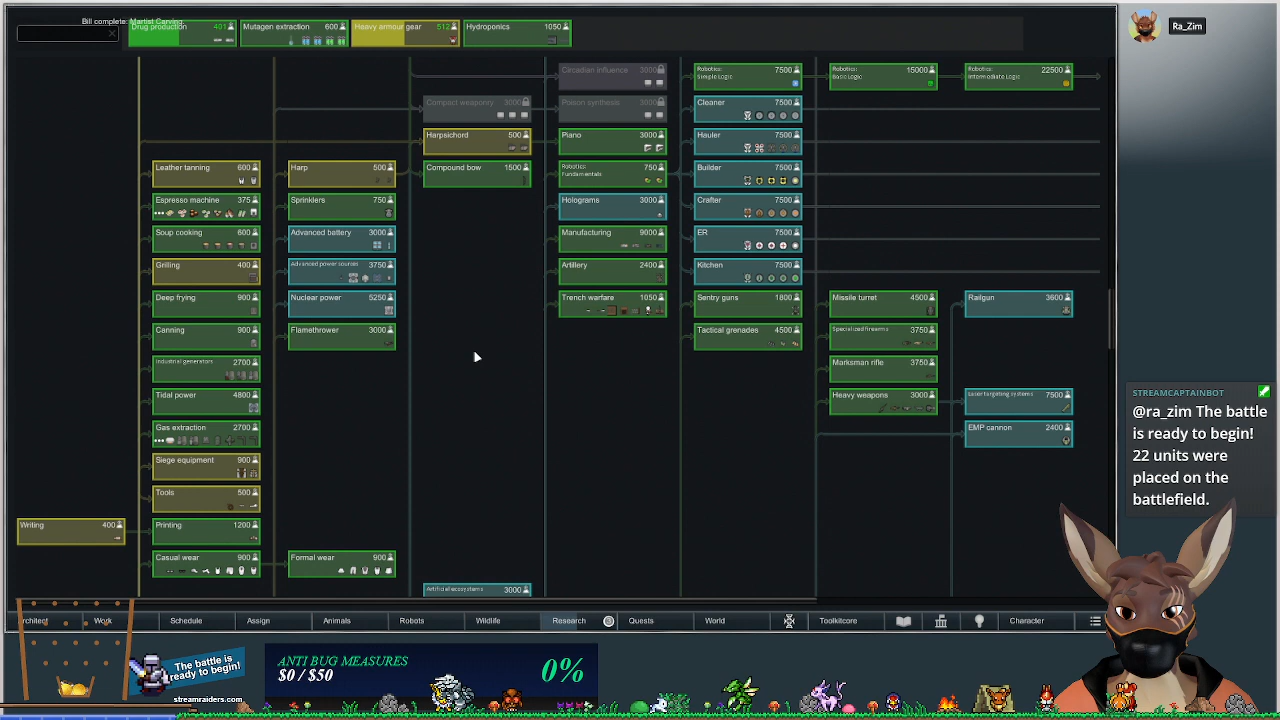 Bill complete: Martist Carving.
Drug production 401
Mutagen extraction 600
Heavy armour gear 512
Hydroponics 1050
Circadian influence 3000
Robotics: Simple Logic 7500
Robotics: Basic Logic 15000
Robotics: Intermediate Logic 22500
Compact weaponry 3000
Poison synthesis 3000
Cleaner 7500
Harpsichord 500
Piano 3000
Hauler 7500
Leather tanning 600
Harp 500
Compound bow 1500
Robotics: Fundamentals 750
Builder 7500
Espresso machine 375
Sprinklers 750
Holograms 3000
Crafter 7500
Soup cooking 600
Advanced battery 3000
Manufacturing 9000
ER 7500
Grilling 400
Advanced power sources 3750
Artillery 2400
Kitchen 7500
Deep frying 900
Nuclear power 5250
Trench warfare 1050
Sentry guns 1800
Missile turret 4500
Railgun 3600
Canning 900
Flamethrower 3000
Tactical grenades 4500
Specialized firearms 3750
Industrial generators 2700
Marksman rifle 3750
Tidal power 4800
Heavy weapons 3000
Laser targeting systems 7500
Gas extraction 2700
EMP cannon 2400
Siege equipment 900
Tools 500
Writing 400
Printing 1200
Casual wear 900
Formal wear 900
Artificial ecosystems 3000
rchitect Work Schedule Assign Animals Robots Wildlife Research Quests World Toolkitcore Character
The battle is
ready to begin!
streamraiders.com
ANTI BUG MEASURES
$0 / $50
0%
Ra_Zim
STREAMCAPTAINBOT
@ra_zim The battle
is ready to begin!
22 units were
placed on the
battlefield.